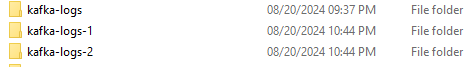 kafka-logs 08/20/2024 09:37 PM File folder
kafka-logs-1 08/20/2024 10:44 PM File folder
kafka-logs-2 08/20/2024 10:44 PM File folder